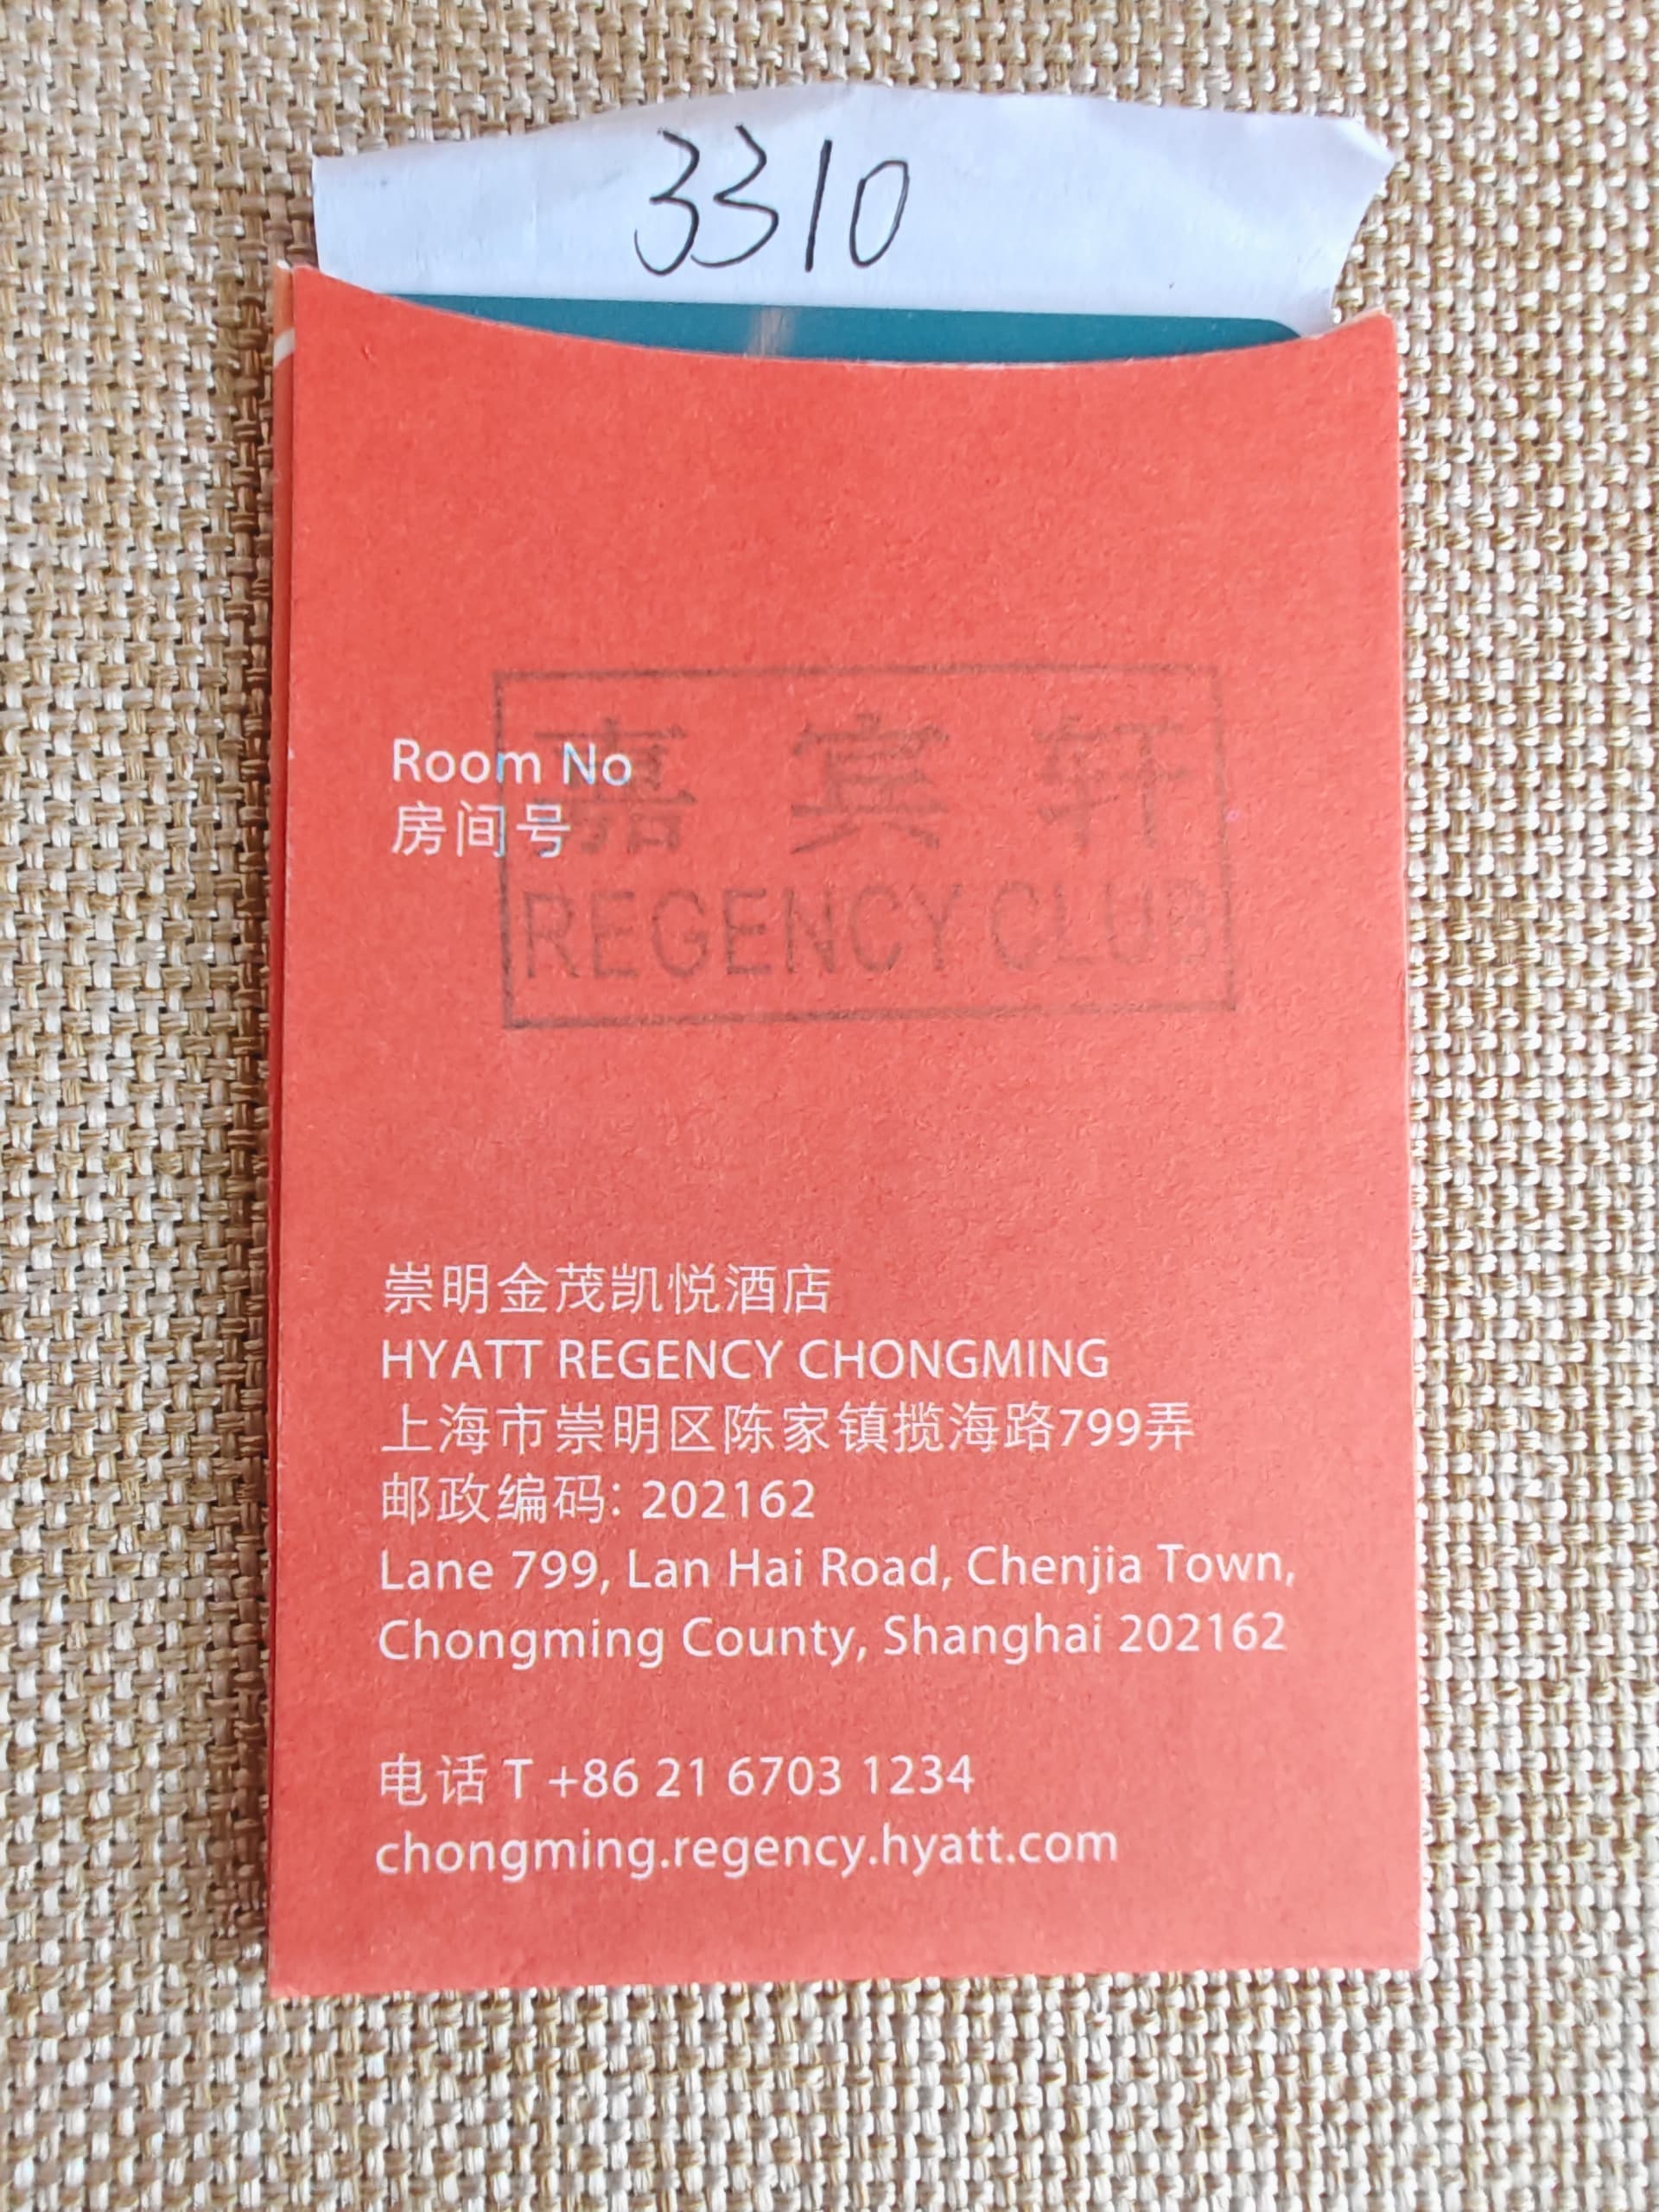 3310
嘉宾轩
REGENCY CLUB
Room No
房间号
崇明金茂凯悦酒店
HYATT REGENCY CHONGMING
上海市崇明区陈家镇揽海路799弄
邮政编码: 202162
Lane 799, Lan Hai Road, Chenjia Town,
Chongming County, Shanghai 202162
电话 T +86 21 6703 1234
chongming.regency.hyatt.com